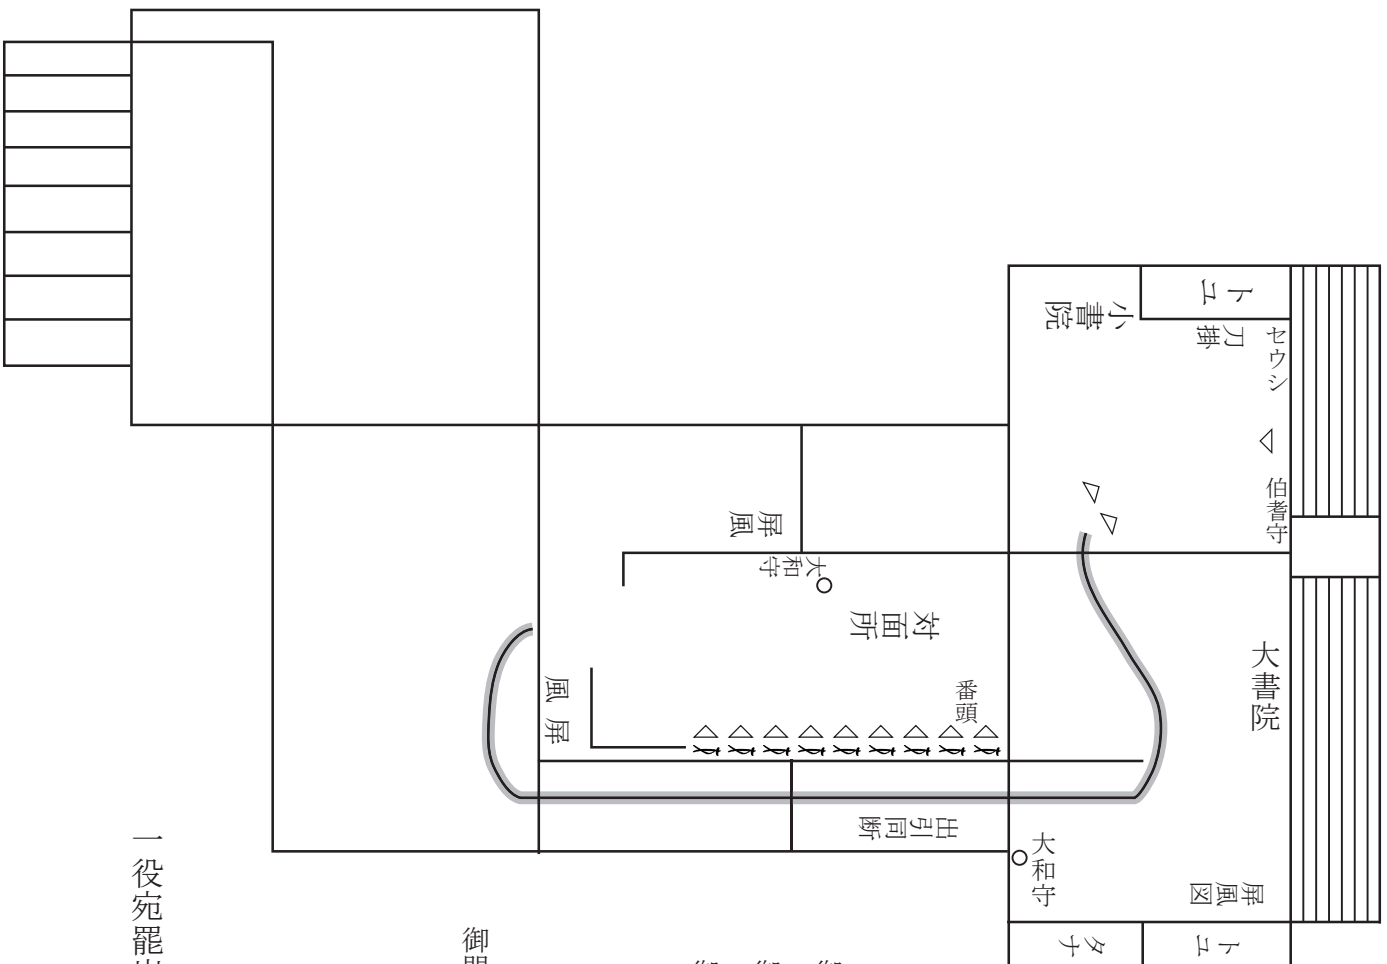 トコ
小書院
刀掛
セウシ
伯耆守
屏風
大和守
対面所
大書院
番頭
風屏
出引同断
大和守
屏風図
タナ
トコ
御
一役宛罷